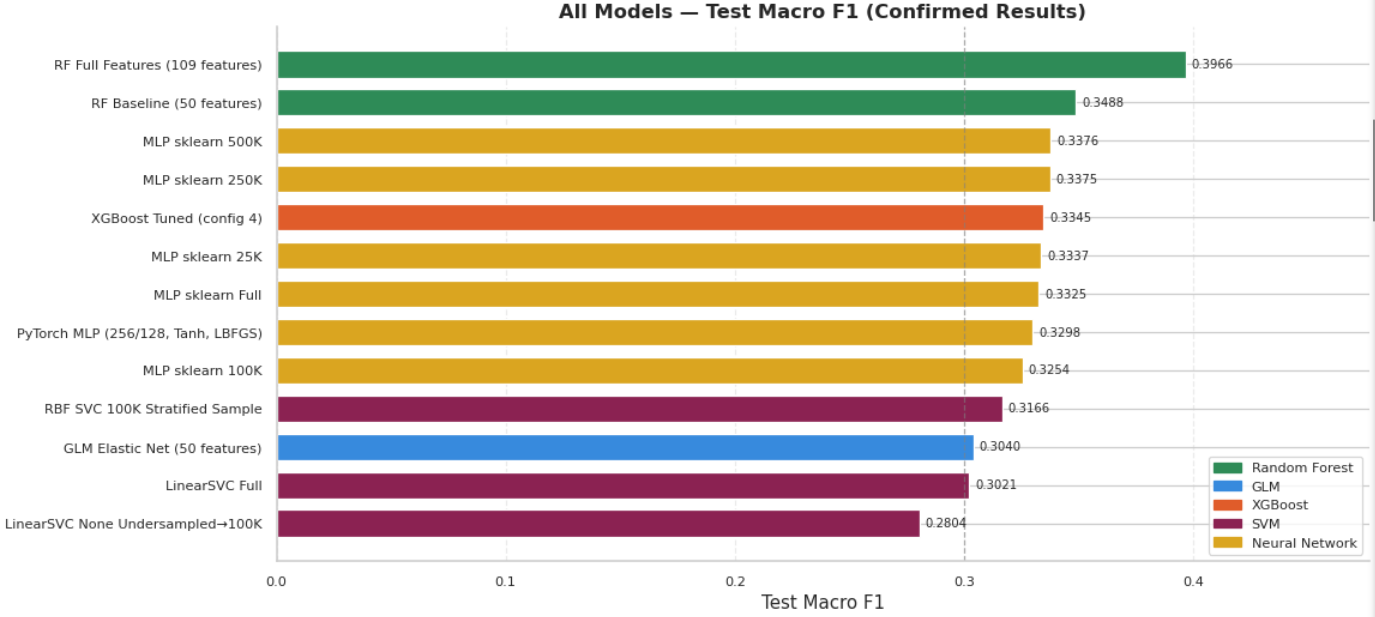 All Models — Test Macro F1 (Confirmed Results)
RF Full Features (109 features) 0.3966
RF Baseline (50 features) 0.3488
MLP sklearn 500K 0.3376
MLP sklearn 250K 0.3375
XGBoost Tuned (config 4) 0.3345
MLP sklearn 25K 0.3337
MLP sklearn Full 0.3325
PyTorch MLP (256/128, Tanh, LBFGS) 0.3298
MLP sklearn 100K 0.3254
RBF SVC 100K Stratified Sample 0.3166
GLM Elastic Net (50 features) 0.3040
LinearSVC Full 0.3021
LinearSVC None Undersampled→100K 0.2804
Random Forest
GLM
XGBoost
SVM
Neural Network
0.0 0.1 0.2 0.3 0.4
Test Macro F1